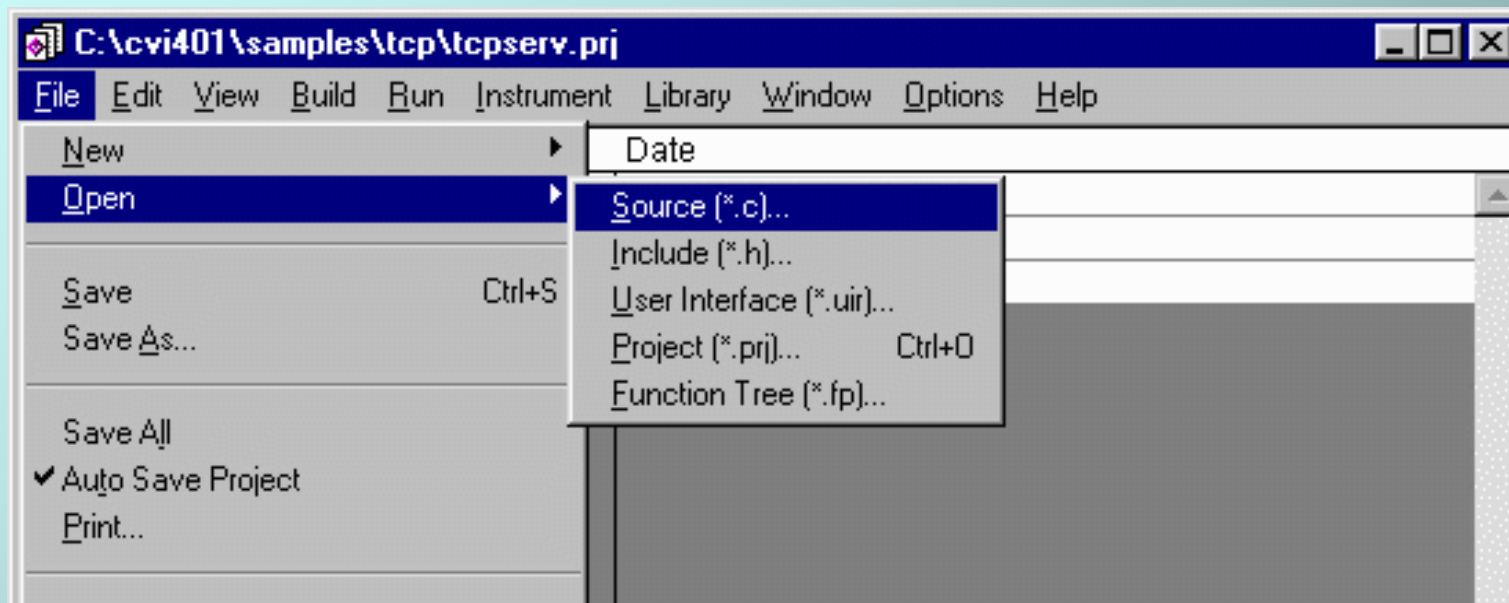 C:\cvi401\samples\tcp\tcpserv.prj
File Edit View Build Run Instrument Library Window Options Help
New
Date
Open
Source (*.c)...
Include (*.h)...
User Interface (*.uir)...
Project (*.prj)... Ctrl+O
Function Tree (*.fp)...
Save Ctrl+S
Save As...
Save All
Auto Save Project
Print...